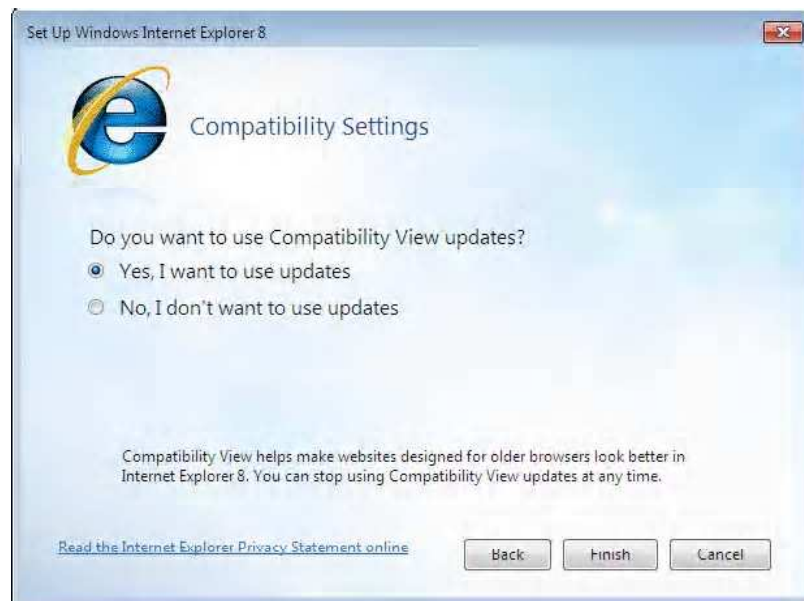 Set Up Windows Internet Explorer 8
Compatibility Settings
Do you want to use Compatibility View updates?
Yes, I want to use updates
No, I don't want to use updates
Compatibility View helps make websites designed for older browsers look better in
Internet Explorer 8. You can stop using Compatibility View updates at any time.
Read the Internet Explorer Privacy Statement online
Back
Finish
Cancel